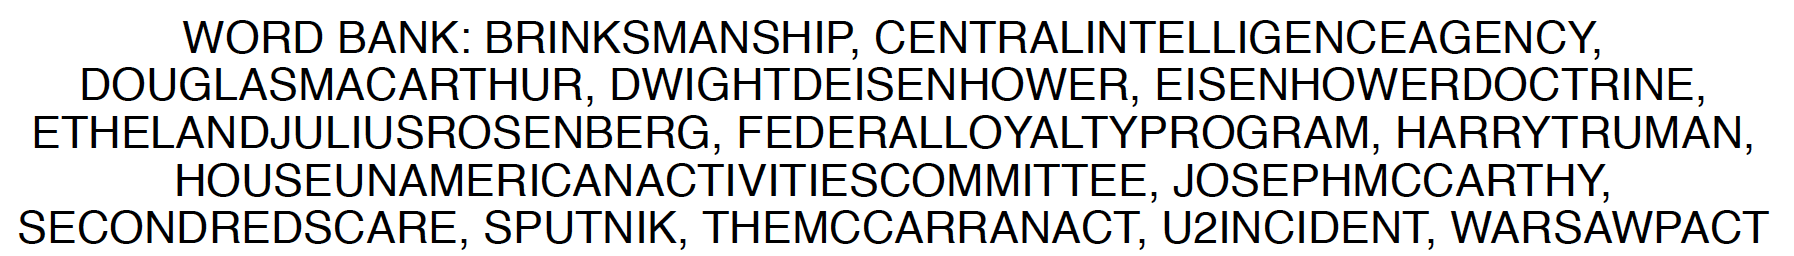 WORD BANK: BRINKSMANSHIP, CENTRALINTELLIGENCEAGENCY,
DOUGLASMACARTHUR, DWIGHTDEISENHOWER, EISENHOWERDOCTRINE,
ETHELANDJULIUSROSENBERG, FEDERALLOYALTYPROGRAM, HARRYTRUMAN,
HOUSEUNAMERICANACTIVITIESCOMMITTEE, JOSEPHMCCARTHY,
SECONDREDSCARE, SPUTNIK, THEMCCARRANACT, U2INCIDENT, WARSAWPACT